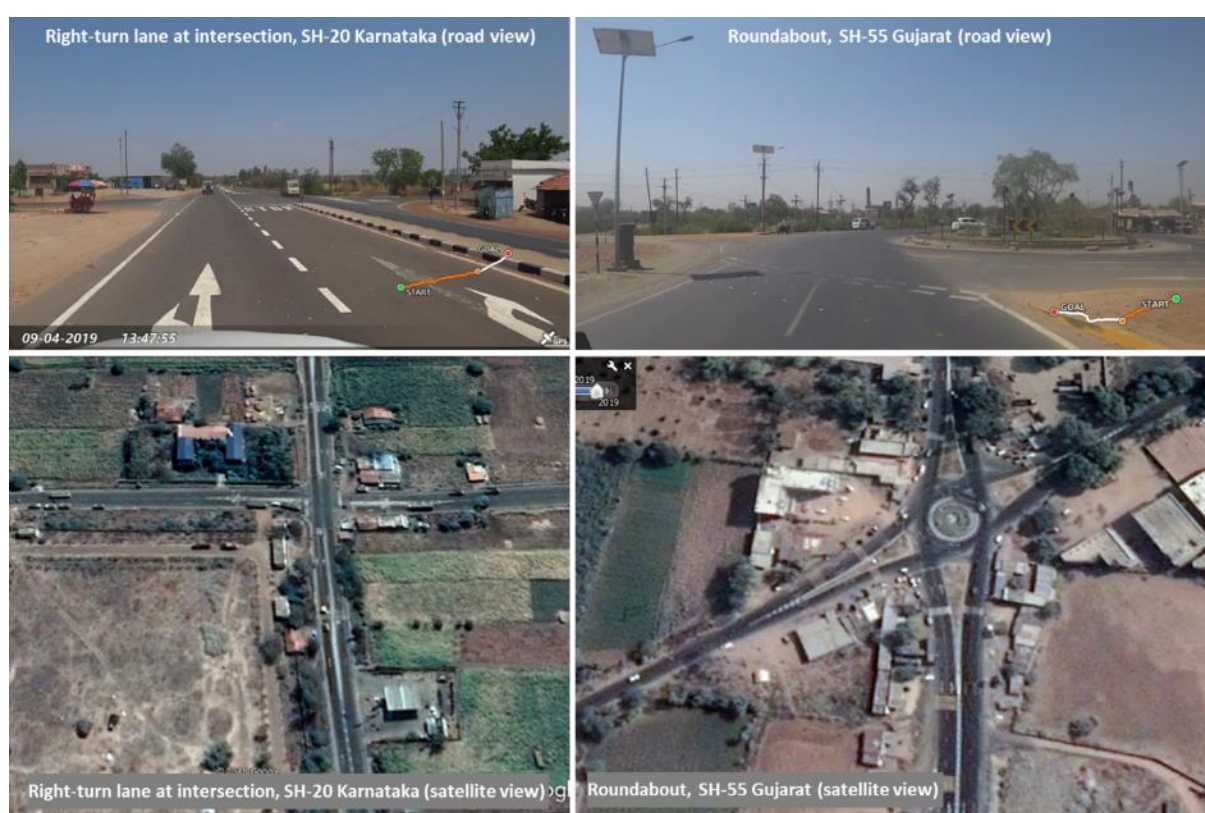 Right-turn lane at intersection, SH-20 Karnataka (road view)
GOAL
START
09-04-2019 13:47:55
GPS
Roundabout, SH-55 Gujarat (road view)
GOAL
START
2019
2019
Right-turn lane at intersection, SH-20 Karnataka (satellite view)
Roundabout, SH-55 Gujarat (satellite view)